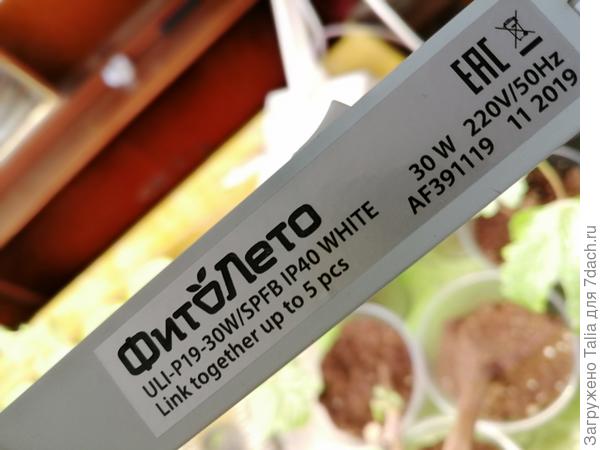 ФитоЛето
ULI-P19-30W/SPFB IP40 WHITE
Link together up to 5 pcs
EAC
30 W 220V/50Hz
AF391119 11 2019
Загружено Talia для 7dach.ru